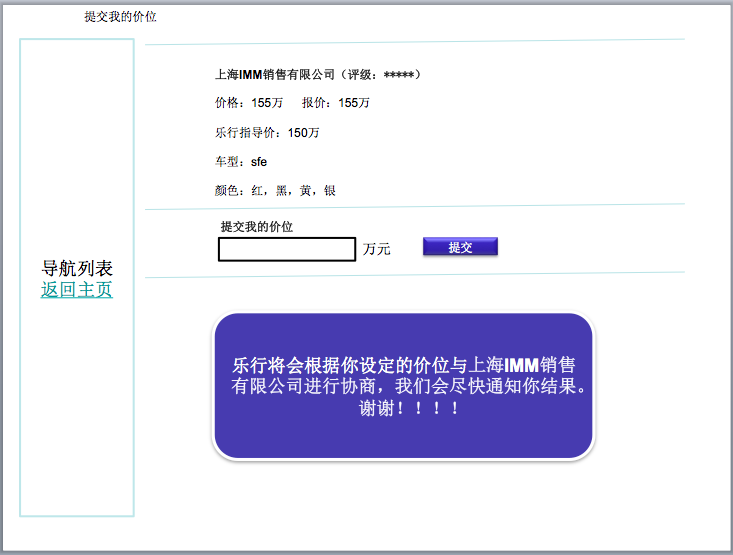 提交我的价位
上海IMM销售有限公司（评级：*****）
价格：155万 报价：155万
乐行指导价：150万
车型：sfe
颜色：红，黑，黄，银
提交我的价位
万元 提交
导航列表
返回主页
乐行将会根据你设定的价位与上海IMM销售
有限公司进行协商，我们会尽快通知你结果。
谢谢！！！！